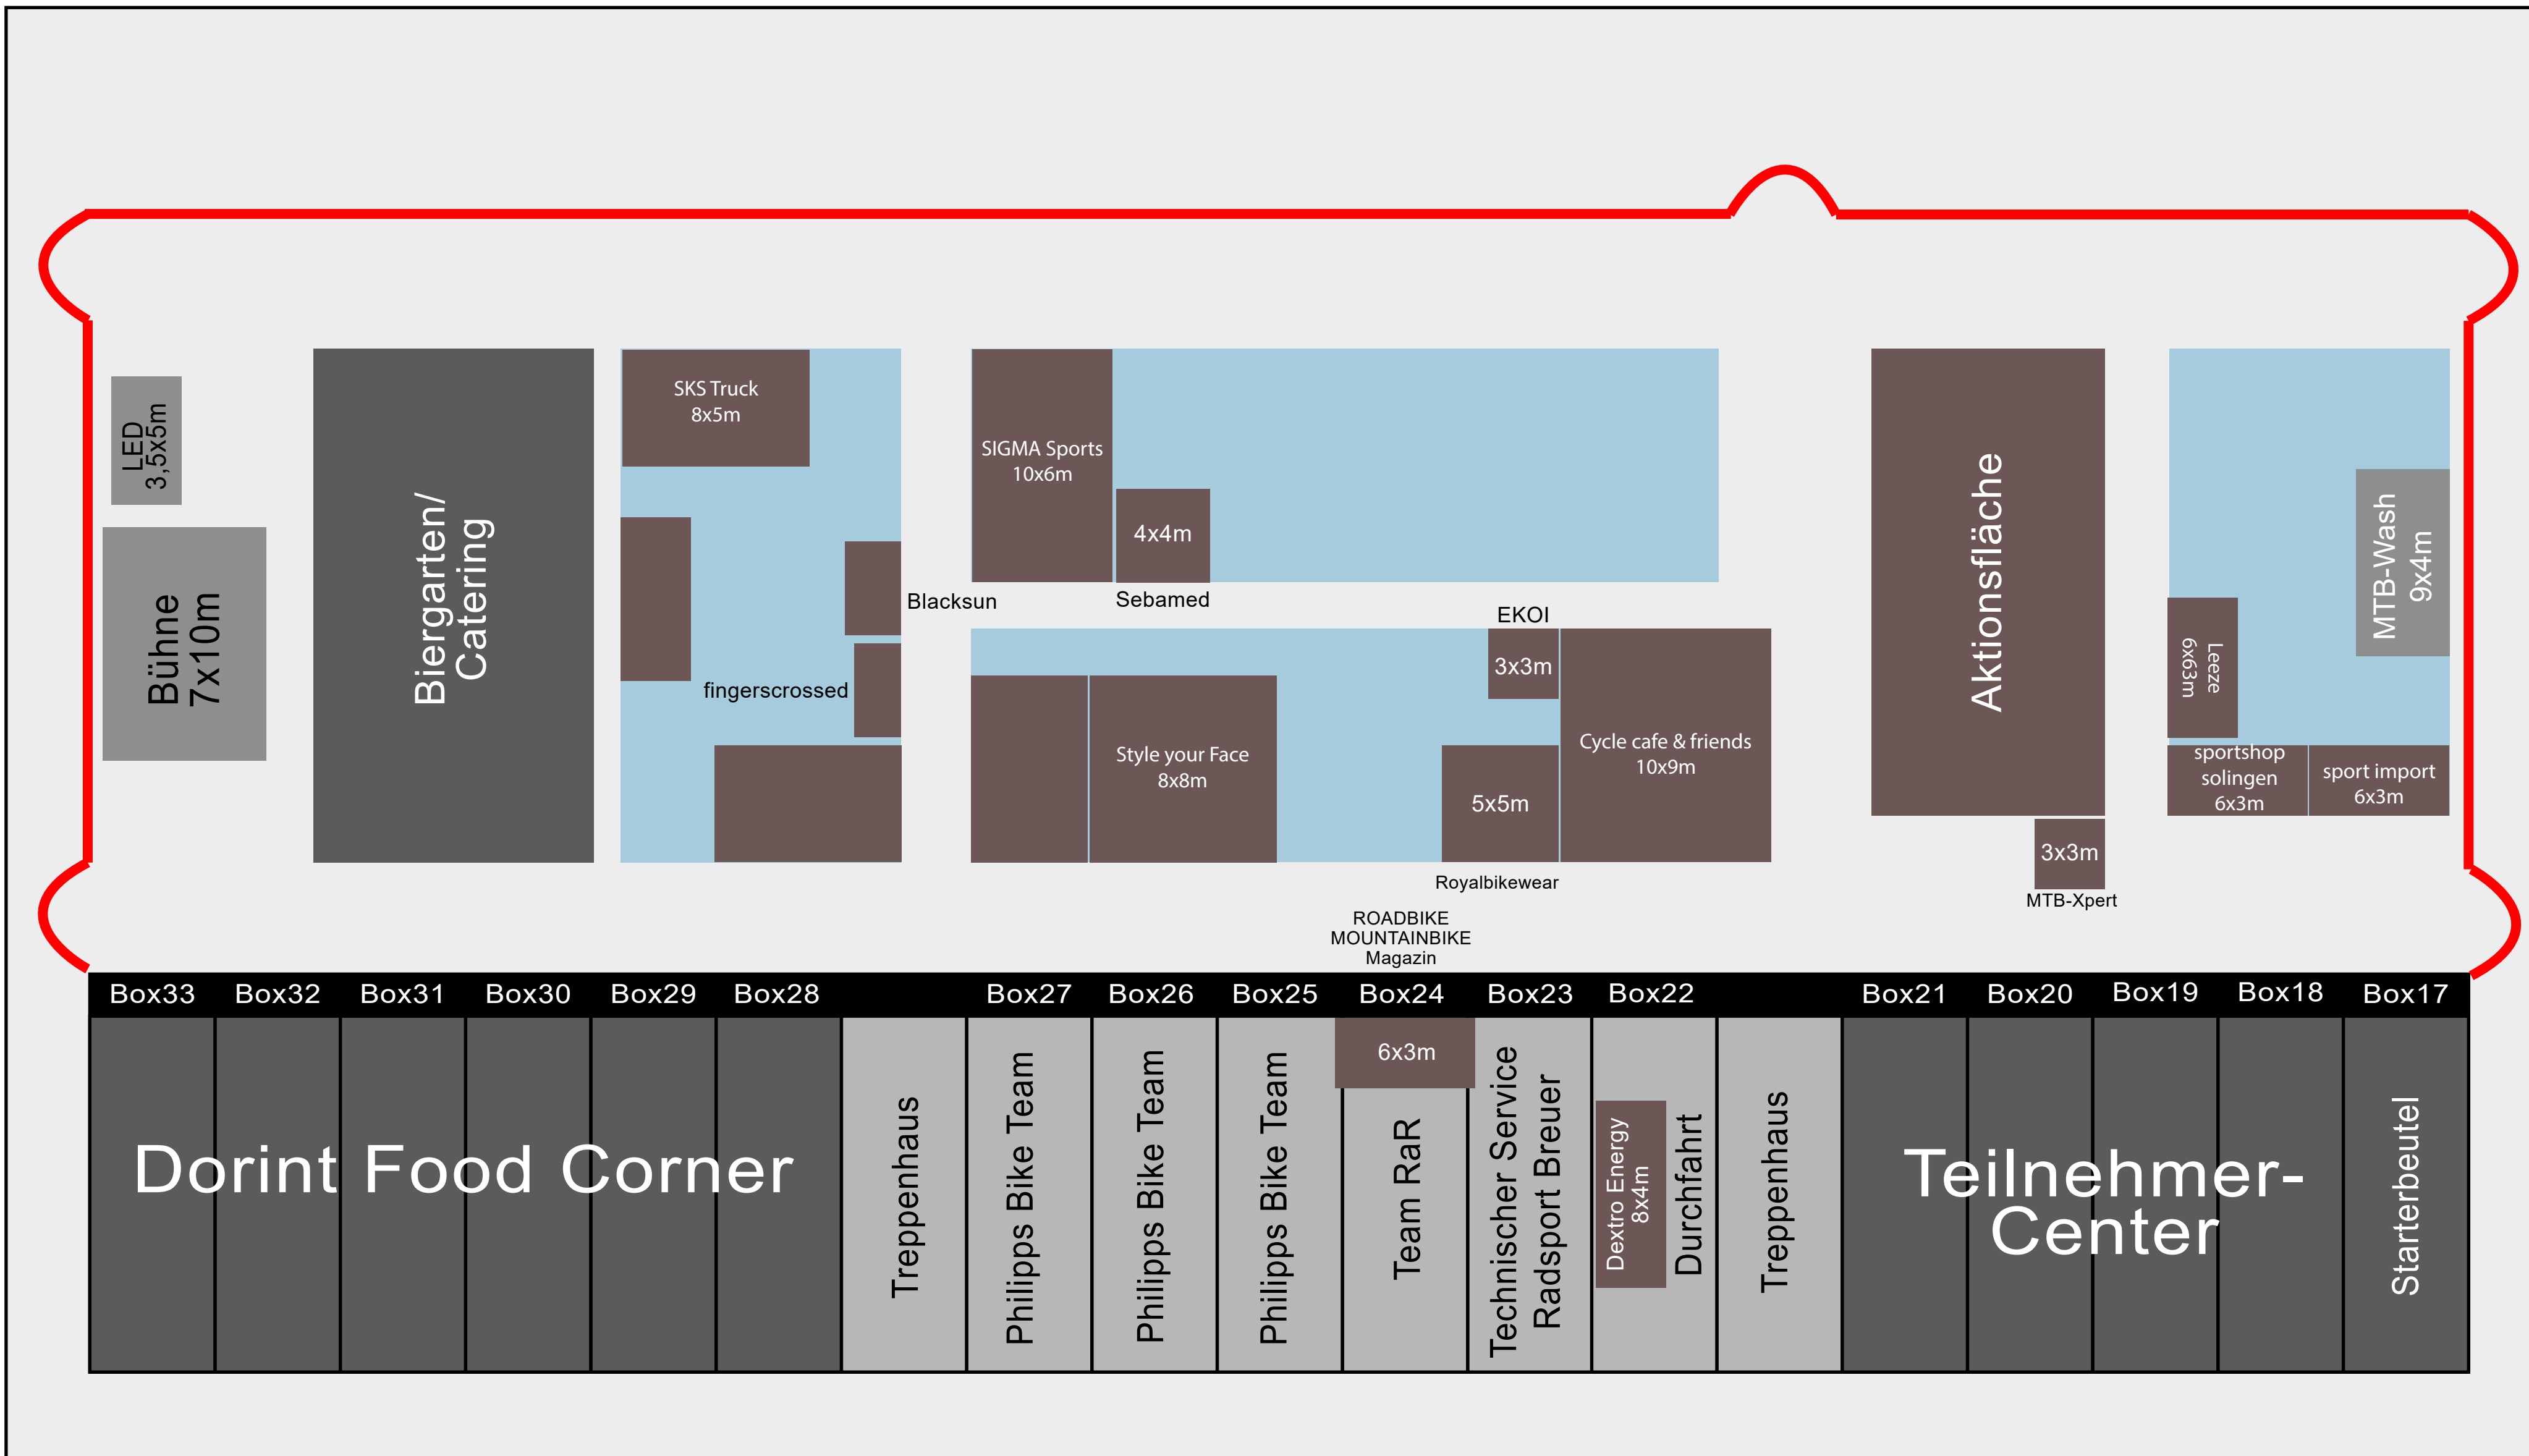 LED
3,5x5m
Bühne
7x10m
Biergarten/
Catering
SKS Truck
8x5m
Blacksun
fingerscrossed
SIGMA Sports
10x6m
4x4m
Sebamed
EKOI
3x3m
Style your Face
8x8m
5x5m
Cycle cafe & friends
10x9m
Royalbikewear
Aktionsfläche
3x3m
MTB-Xpert
MTB-Wash
9x4m
Leeze
6x63m
sportshop
solingen
6x3m
sport import
6x3m
ROADBIKE
MOUNTAINBIKE
Magazin
Box33
Box32
Box31
Box30
Box29
Box28
Box27
Box26
Box25
Box24
Box23
Box22
Box21
Box20
Box19
Box18
Box17
Dorint Food Corner
Treppenhaus
Philipps Bike Team
Philipps Bike Team
Philipps Bike Team
6x3m
Team RaR
Technischer Service
Radsport Breuer
Dextro Energy
8x4m
Durchfahrt
Treppenhaus
Teilnehmer-
Center
Starterbeutel